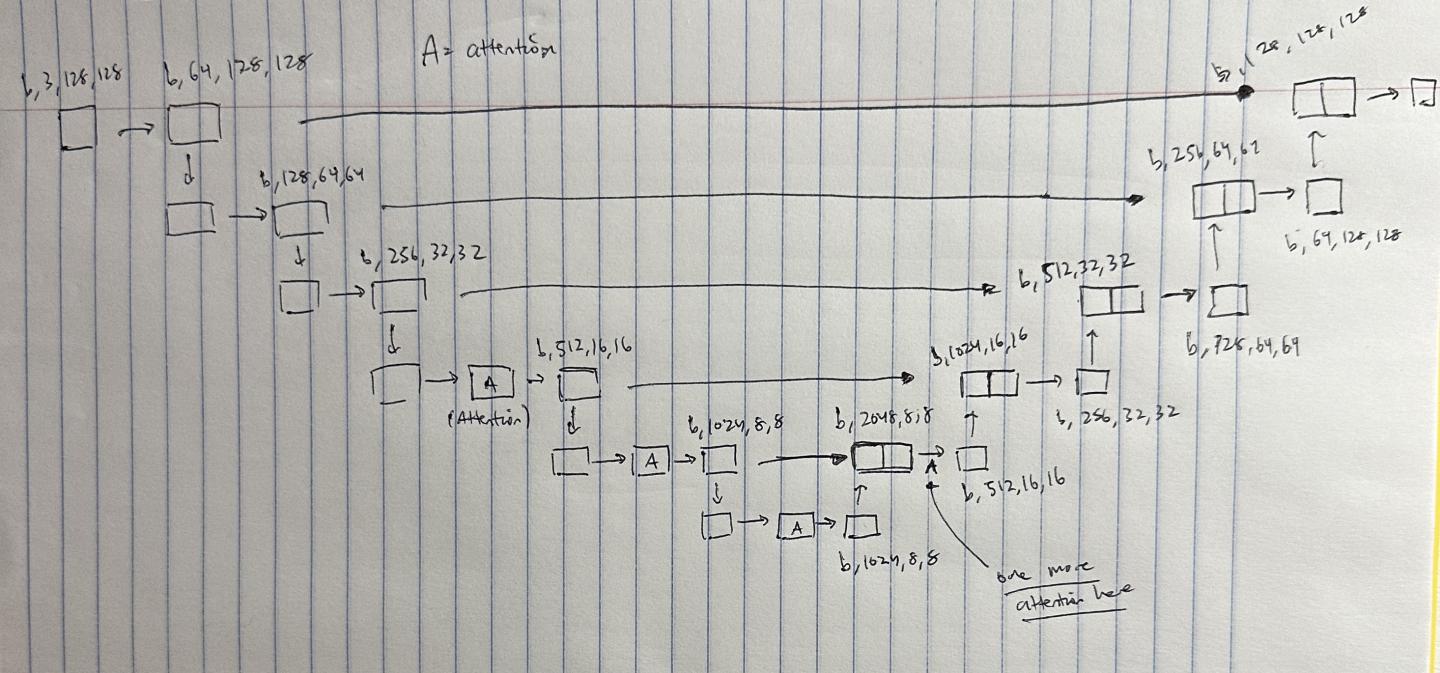 A= attention
b,3,128,128
b,64,128,128
b,128,128,128
b,128,64,64
b,256,64,62
b,256,32,32
b,64,128,128
b,512,32,32
b,512,16,16
b,1024,16,16
b,728,64,64
A
(Attention)
b,1024,8,8
b,2048,8,8
b,256,32,32
A
A
b,512,16,16
A
b,1024,8,8
one more
attention here